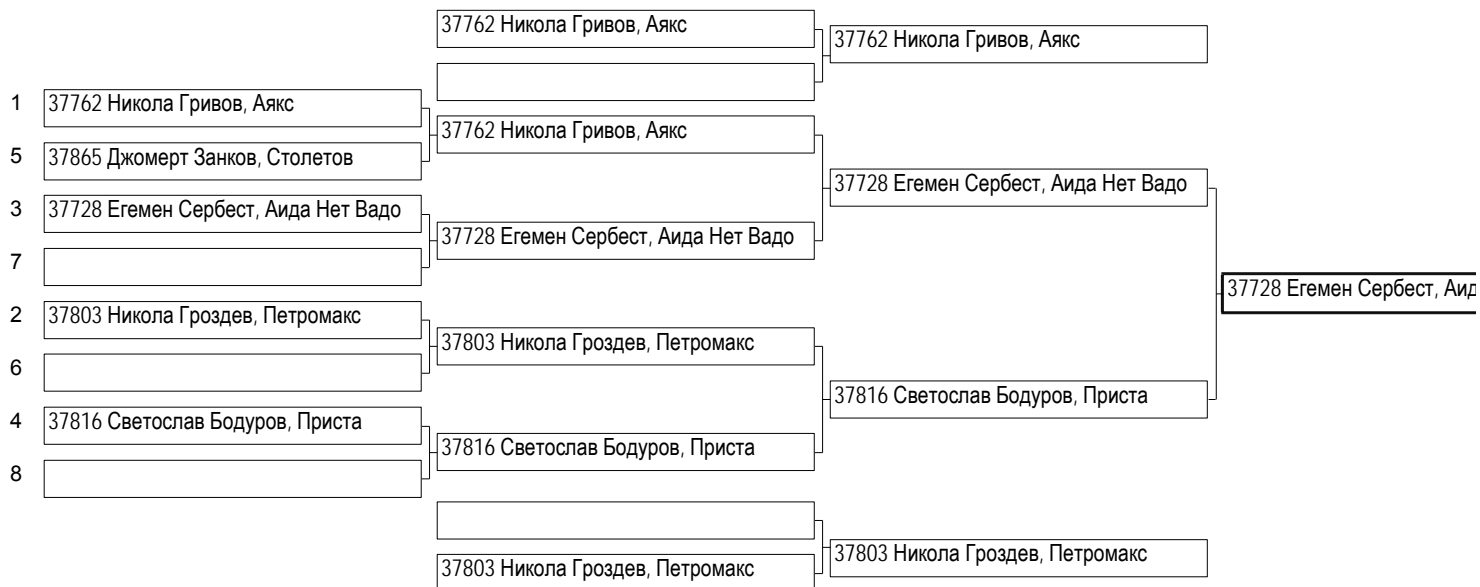 37762 Никола Гривов, Аякс
37762 Никола Гривов, Аякс
1 37762 Никола Гривов, Аякс
37762 Никола Гривов, Аякс
5 37865 Джомерт Занков, Столетов
37728 Егемен Сербест, Аида Нет Вадо
3 37728 Егемен Сербест, Аида Нет Вадо
37728 Егемен Сербест, Аида Нет Вадо
7
37728 Егемен Сербест, Аид
2 37803 Никола Гроздев, Петромакс
37803 Никола Гроздев, Петромакс
6
37816 Светослав Бодуров, Приста
4 37816 Светослав Бодуров, Приста
37816 Светослав Бодуров, Приста
8
37803 Никола Гроздев, Петромакс
37803 Никола Гроздев, Петромакс